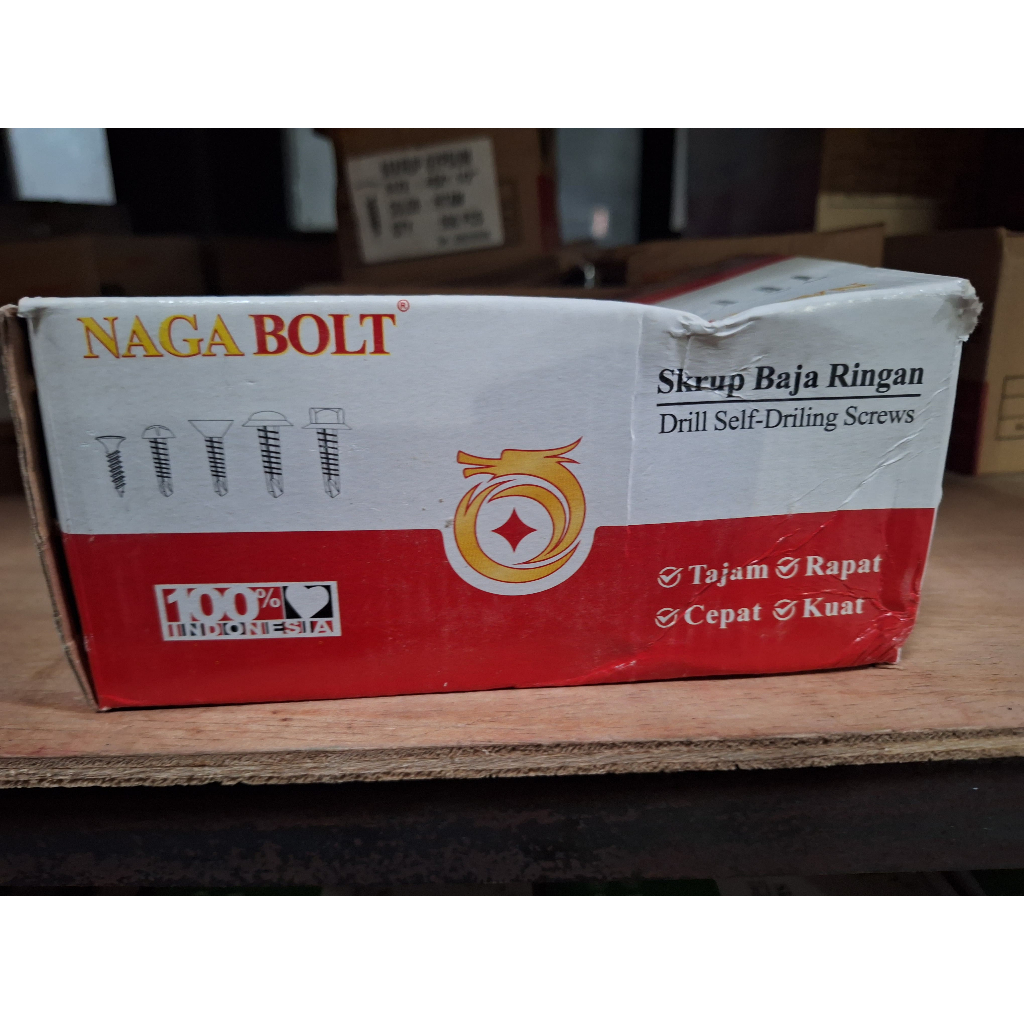 NAGA BOLT®
Skrup Baja Ringan
Drill Self-Driling Screws
Tajam Rapat
Cepat Kuat
100%
INDONESIA